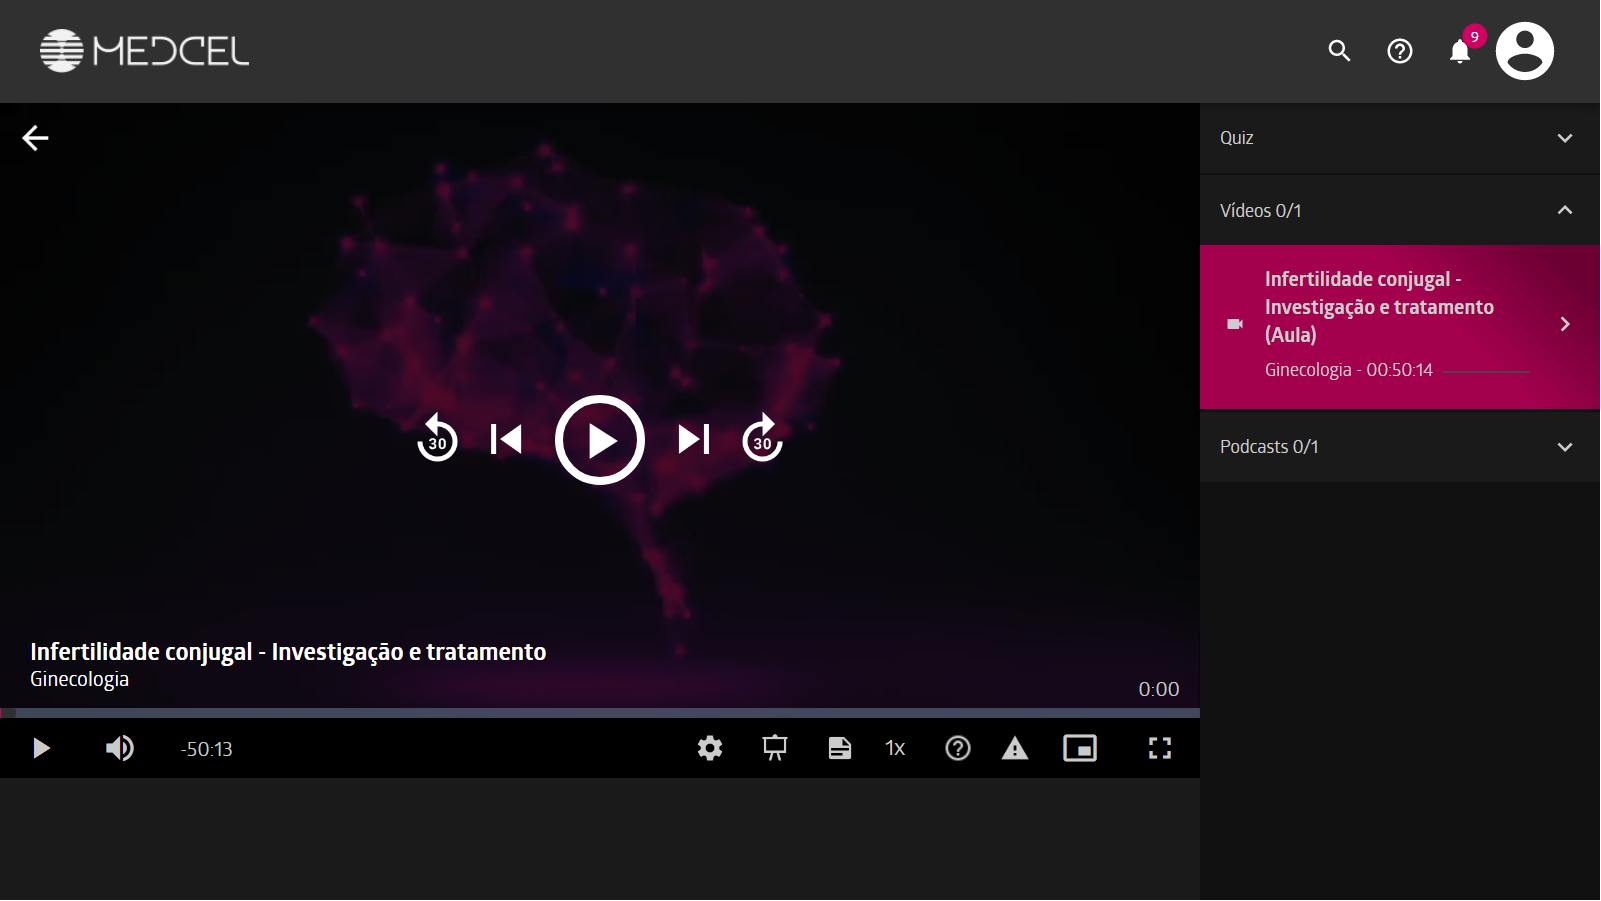 MEDCEL
9
Quiz
Vídeos 0/1
Infertilidade conjugal -
Investigação e tratamento
(Aula)
Ginecologia - 00:50:14
Podcasts 0/1
30
30
Infertilidade conjugal - Investigação e tratamento
Ginecologia
0:00
-50:13
1x